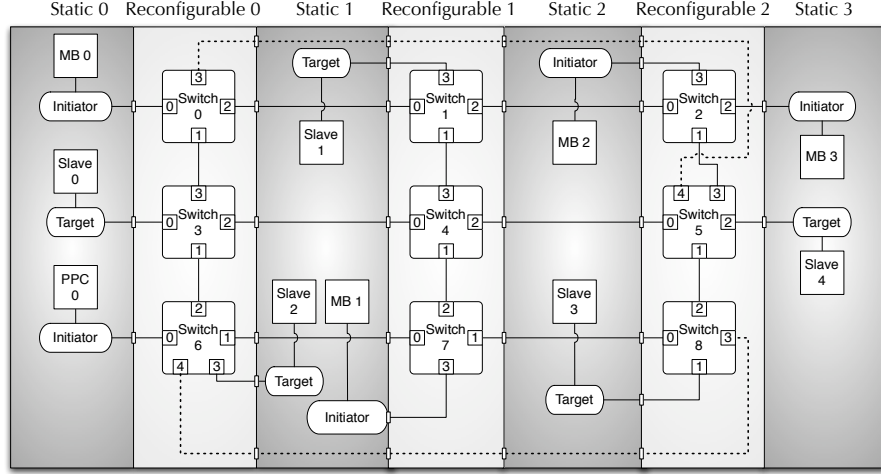 Static 0 Reconfigurable 0 Static 1 Reconfigurable 1 Static 2 Reconfigurable 2 Static 3
MB 0
Initiator
Slave
0
Target
PPC
0
Initiator
3
0 Switch 2
0
1
3
0 Switch 2
3
1
2
0 Switch 1
6
4 3
Target
Slave
1
Slave
2
MB 1
Target
Initiator
3
0 Switch 2
1
1
3
0 Switch 2
4
1
2
0 Switch 1
7
3
Initiator
MB 2
Slave
3
Target
3
0 Switch 2
2
1
4 3
0 Switch 2
5
1
2
0 Switch 3
8
1
Initiator
MB 3
Target
Slave
4